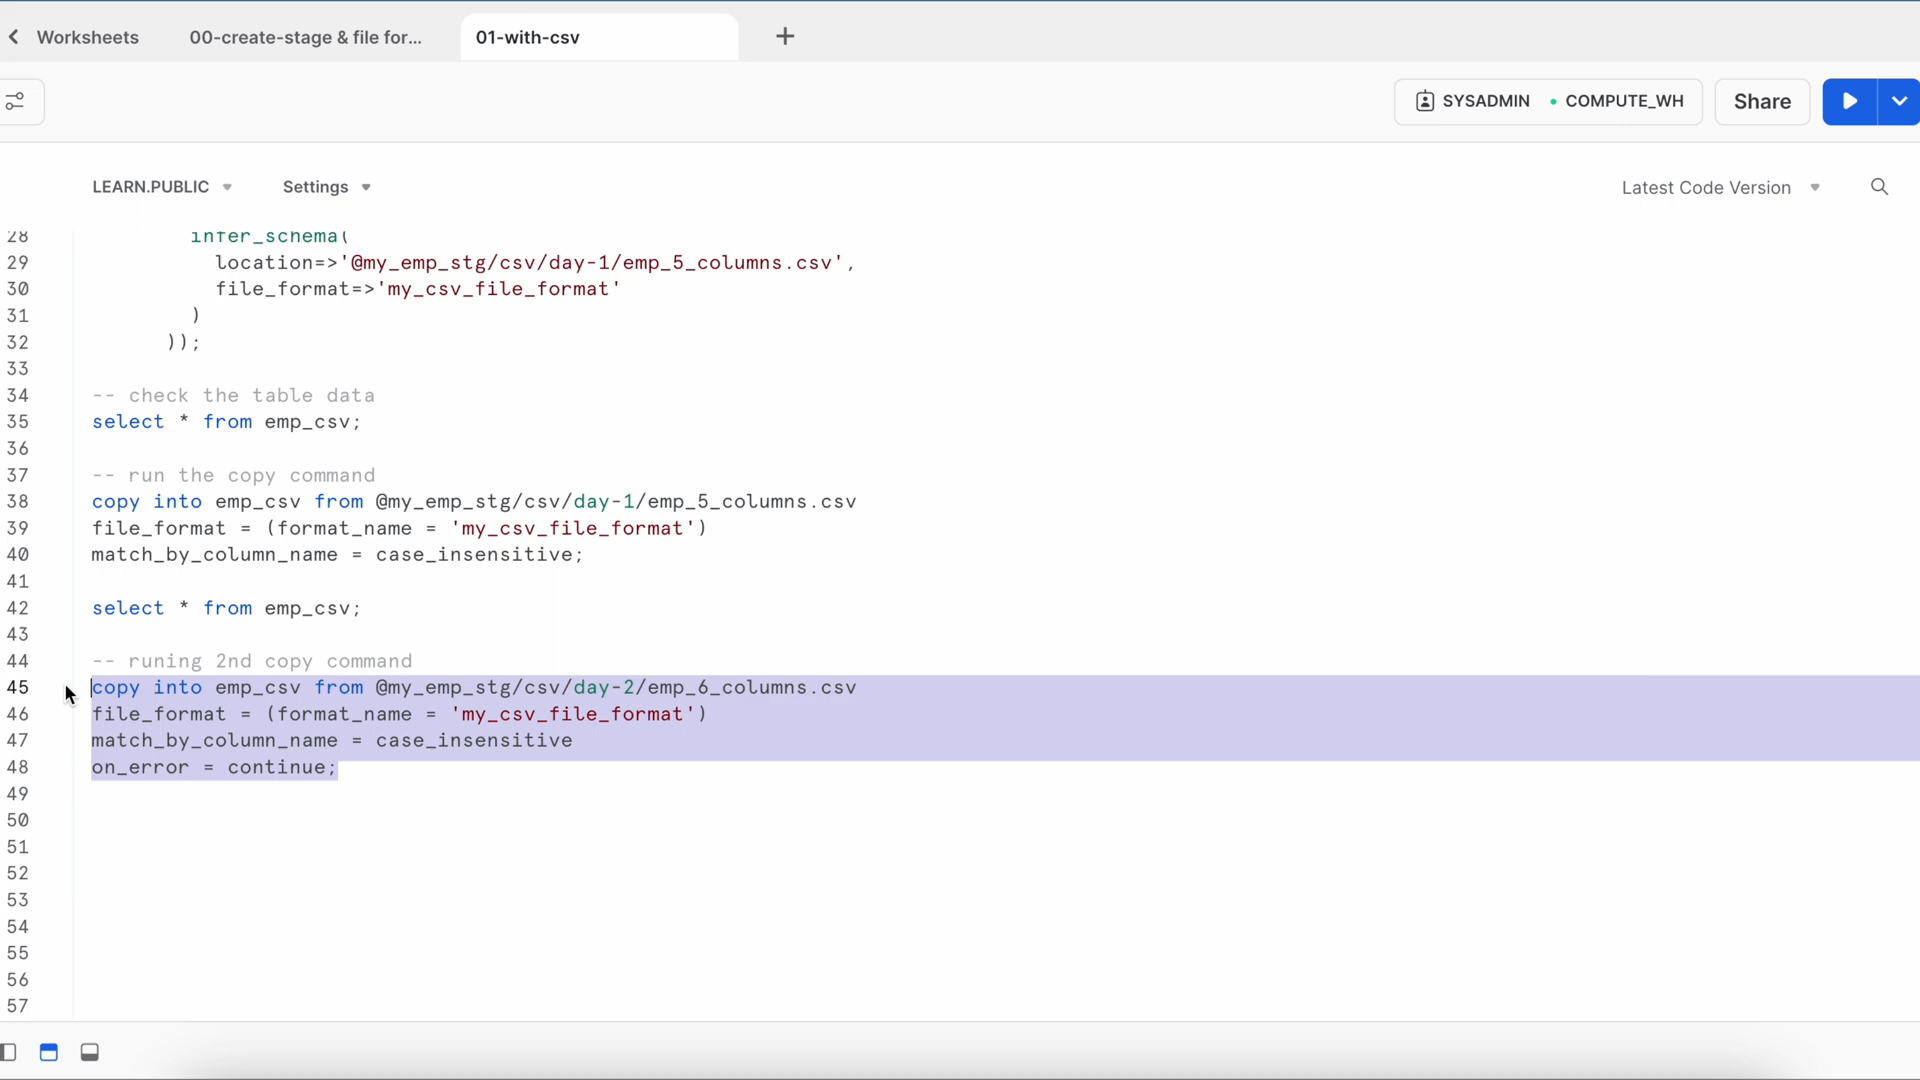 Worksheets
00-create-stage & file for...
01-with-csv
SYSADMIN
COMPUTE_WH
Share
LEARN.PUBLIC
Settings
Latest Code Version
28 infer_schema(
29 location=>'@my_emp_stg/csv/day-1/emp_5_columns.csv',
30 file_format=>'my_csv_file_format'
31 )
32 ));
33
34 -- check the table data
35 select * from emp_csv;
36
37 -- run the copy command
38 copy into emp_csv from @my_emp_stg/csv/day-1/emp_5_columns.csv
39 file_format = (format_name = 'my_csv_file_format')
40 match_by_column_name = case_insensitive;
41
42 select * from emp_csv;
43
44 -- runing 2nd copy command
45 copy into emp_csv from @my_emp_stg/csv/day-2/emp_6_columns.csv
46 file_format = (format_name = 'my_csv_file_format')
47 match_by_column_name = case_insensitive
48 on_error = continue;
49
50
51
52
53
54
55
56
57